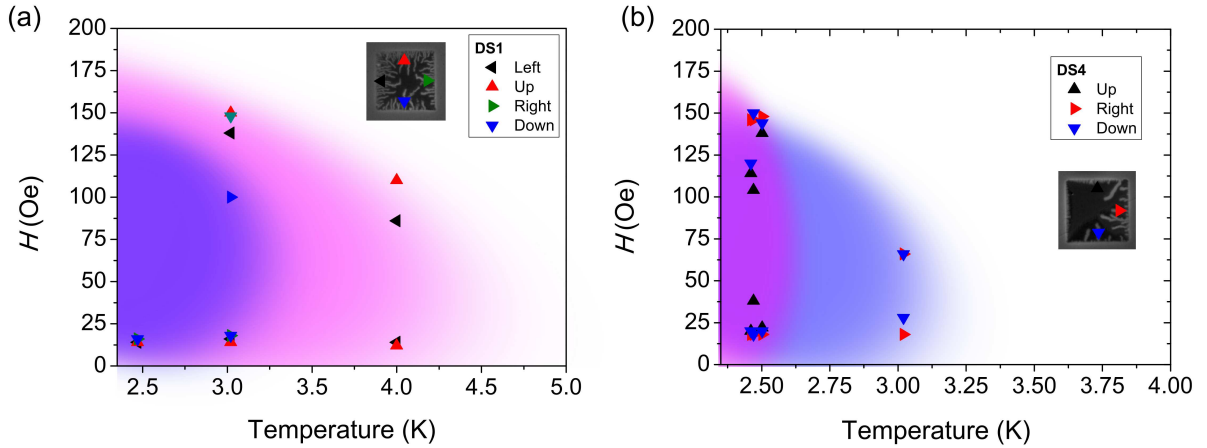 (a)
200
175
150
125
100
75
50
25
0
H (Oe)
2.5 3.0 3.5 4.0 4.5 5.0
Temperature (K)
DS1
Left
Up
Right
Down
(b)
200
175
150
125
100
75
50
25
0
H (Oe)
2.50 2.75 3.00 3.25 3.50 3.75 4.00
Temperature (K)
DS4
Up
Right
Down